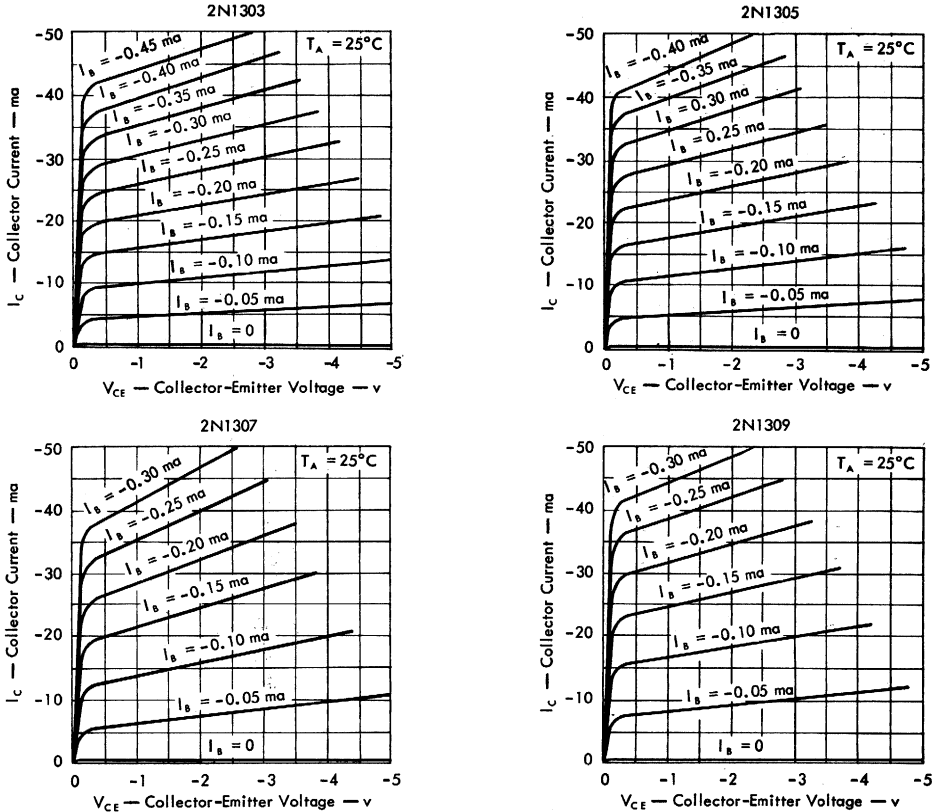 2N1303
T_A = 25°C
I_C — Collector Current — ma
-50
-40
-30
-20
-10
0
I_B = -0.45 ma
I_B = -0.40 ma
I_B = -0.35 ma
I_B = -0.30 ma
I_B = -0.25 ma
I_B = -0.20 ma
I_B = -0.15 ma
I_B = -0.10 ma
I_B = -0.05 ma
I_B = 0
0 -1 -2 -3 -4 -5
V_CE — Collector-Emitter Voltage — v
2N1305
T_A = 25°C
I_C — Collector Current — ma
-50
-40
-30
-20
-10
0
I_B = -0.40 ma
I_B = -0.35 ma
I_B = 0.30 ma
I_B = 0.25 ma
I_B = -0.20 ma
I_B = -0.15 ma
I_B = -0.10 ma
I_B = -0.05 ma
I_B = 0
0 -1 -2 -3 -4 -5
V_CE — Collector-Emitter Voltage — v
2N1307
T_A = 25°C
I_C — Collector Current — ma
-50
-40
-30
-20
-10
0
I_B = -0.30 ma
I_B = -0.25 ma
I_B = -0.20 ma
I_B = -0.15 ma
I_B = -0.10 ma
I_B = -0.05 ma
I_B = 0
0 -1 -2 -3 -4 -5
V_CE — Collector-Emitter Voltage — v
2N1309
T_A = 25°C
I_C — Collector Current — ma
-50
-40
-30
-20
-10
0
I_B = -0.30 ma
I_B = -0.25 ma
I_B = -0.20 ma
I_B = -0.15 ma
I_B = -0.10 ma
I_B = -0.05 ma
I_B = 0
0 -1 -2 -3 -4 -5
V_CE — Collector-Emitter Voltage — v